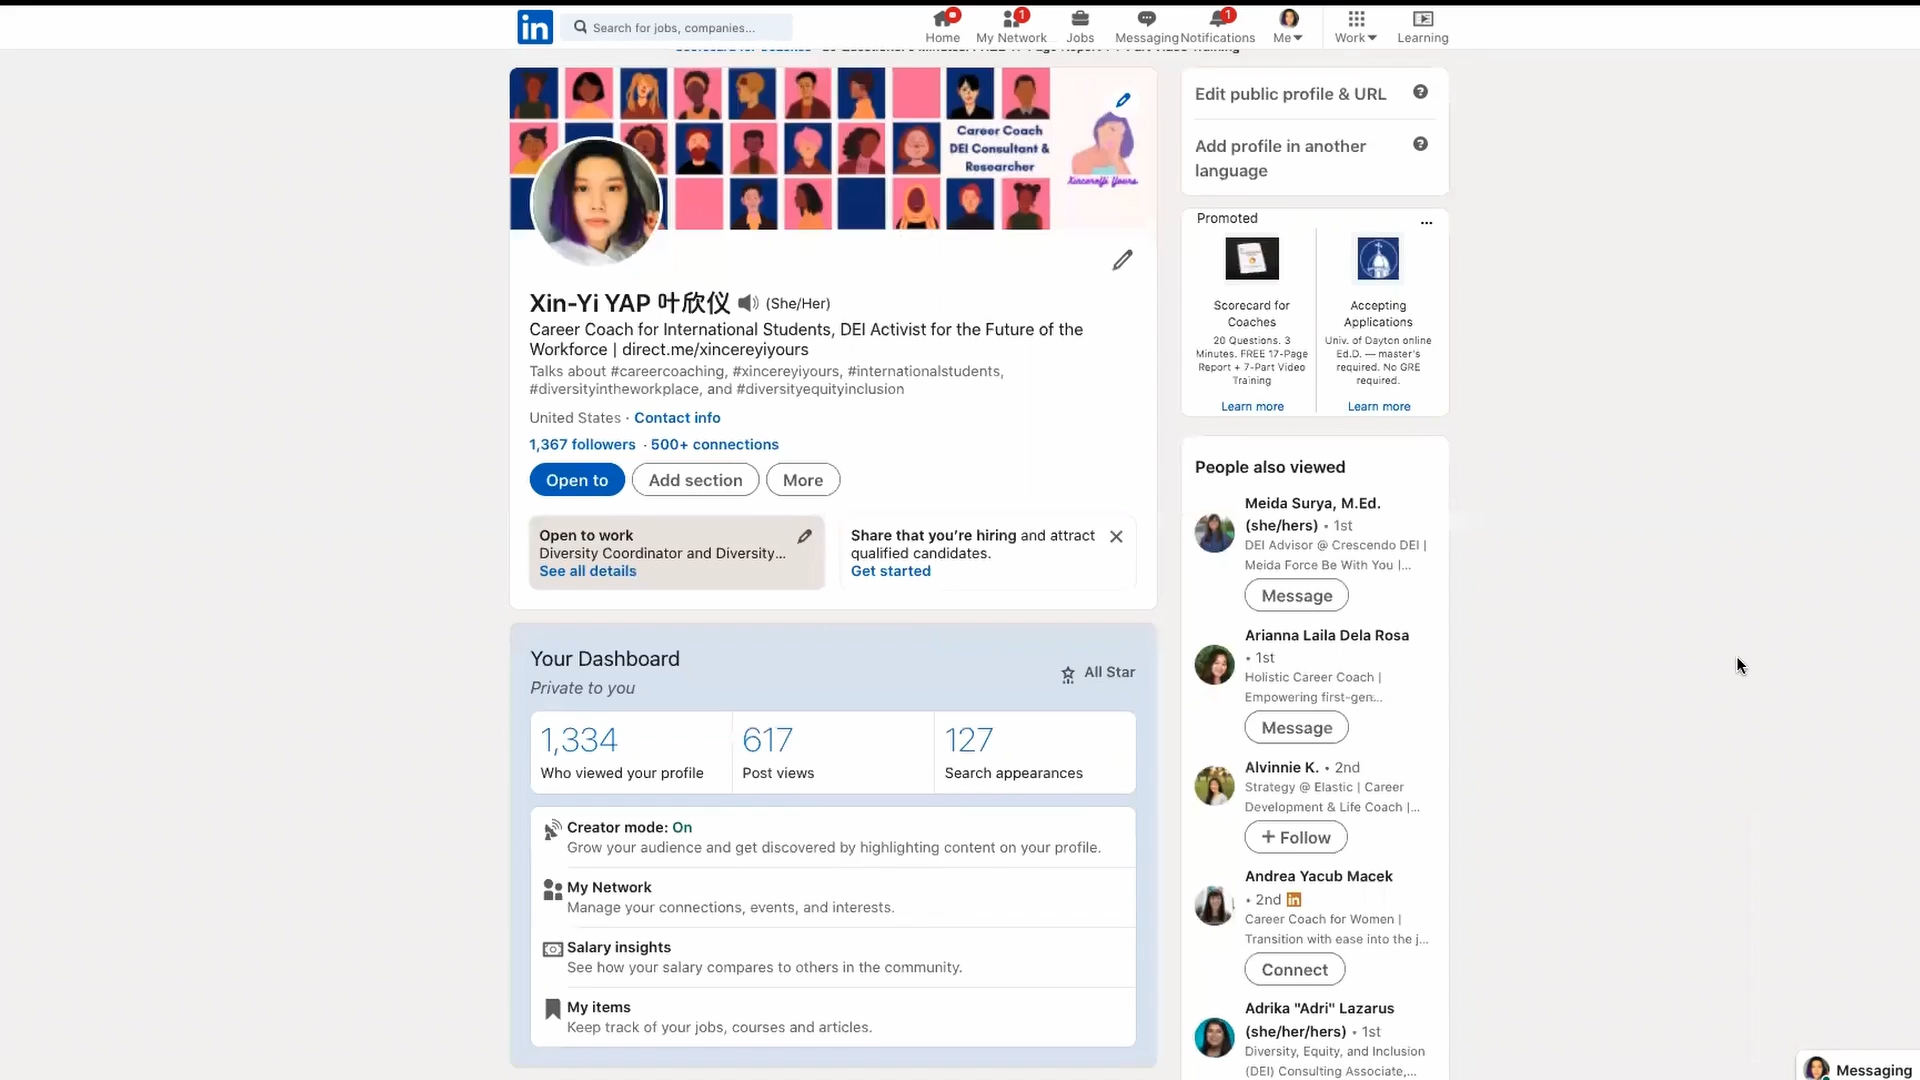 in
Search for jobs, companies...
1
1
Home
My Network
Jobs
Messaging
Notifications
Me
Work
Learning
Career Coach
DEI Consultant &
Researcher
Xincereyi Yours
Xin-Yi YAP 叶欣仪 (She/Her)
Career Coach for International Students, DEI Activist for the Future of the
Workforce | direct.me/xincereyiyours
Talks about #careercoaching, #xincereyiyours, #internationalstudents,
#diversityintheworkplace, and #diversityequityinclusion
United States · Contact info
1,367 followers · 500+ connections
Open to
Add section
More
Open to work
Diversity Coordinator and Diversity...
See all details
Share that you're hiring and attract
qualified candidates.
Get started
Your Dashboard
Private to you
All Star
1,334
Who viewed your profile
617
Post views
127
Search appearances
Creator mode: On
Grow your audience and get discovered by highlighting content on your profile.
My Network
Manage your connections, events, and interests.
Salary insights
See how your salary compares to others in the community.
My items
Keep track of your jobs, courses and articles.
Edit public profile & URL
Add profile in another
language
Promoted
Scorecard for
Coaches
20 Questions. 3
Minutes. FREE 17-Page
Report + 7-Part Video
Training
Learn more
Accepting
Applications
Univ. of Dayton online
Ed.D. — master's
required. No GRE
required.
Learn more
People also viewed
Meida Surya, M.Ed.
(she/hers) • 1st
DEI Advisor @ Crescendo DEI |
Meida Force Be With You |...
Message
Arianna Laila Dela Rosa
• 1st
Holistic Career Coach |
Empowering first-gen...
Message
Alvinnie K. • 2nd
Strategy @ Elastic | Career
Development & Life Coach |...
+ Follow
Andrea Yacub Macek
• 2nd in
Career Coach for Women |
Transition with ease into the j...
Connect
Adrika "Adri" Lazarus
(she/her/hers) • 1st
Diversity, Equity, and Inclusion
(DEI) Consulting Associate,...
Messaging